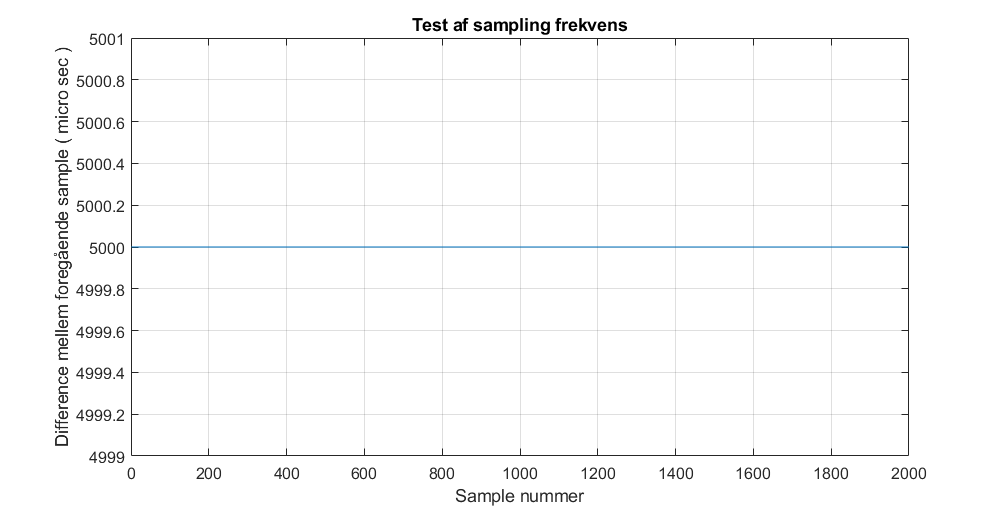 Test af sampling frekvens
Difference mellem foregående sample ( micro sec )
5001
5000.8
5000.6
5000.4
5000.2
5000
4999.8
4999.6
4999.4
4999.2
4999
0 200 400 600 800 1000 1200 1400 1600 1800 2000
Sample nummer